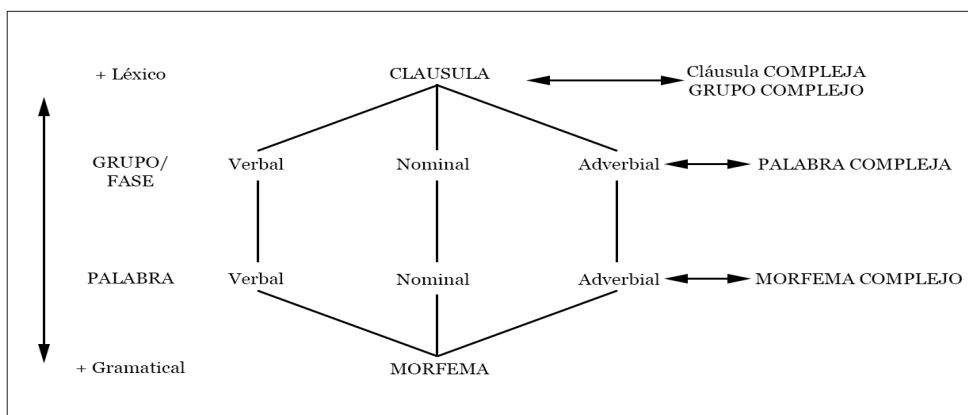 + Léxico CLAUSULA Cláusula COMPLEJA
GRUPO COMPLEJO
GRUPO/ Verbal Nominal Adverbial PALABRA COMPLEJA
FASE
PALABRA Verbal Nominal Adverbial MORFEMA COMPLEJO
+ Gramatical MORFEMA